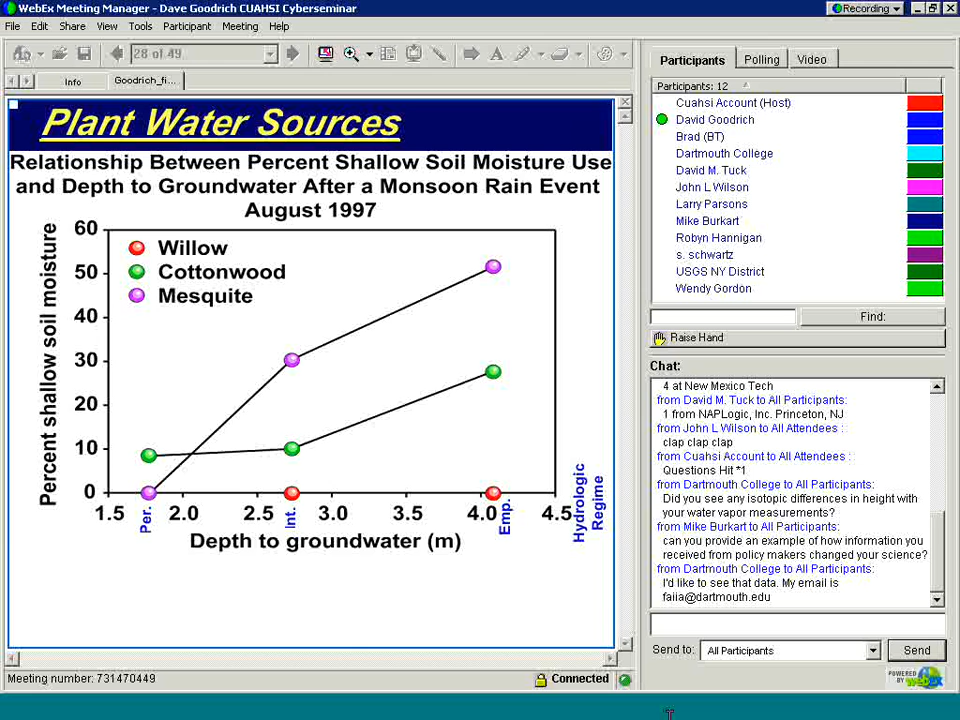 WebEx Meeting Manager - Dave Goodrich CUAHSI Cyberseminar
Recording
File Edit Share View Tools Participant Meeting Help
28 of 49
Info
Goodrich_fi...
Plant Water Sources
Relationship Between Percent Shallow Soil Moisture Use
and Depth to Groundwater After a Monsoon Rain Event
August 1997
Percent shallow soil moisture
60
50
40
30
20
10
0
Willow
Cottonwood
Mesquite
1.5 2.0 2.5 3.0 3.5 4.0 4.5
Per.
Int.
Emp.
Hydrologic
Regime
Depth to groundwater (m)
Meeting number: 731470449
Connected
Participants Polling Video
Participants: 12
Cuahsi Account (Host)
David Goodrich
Brad (BT)
Dartmouth College
David M. Tuck
John L Wilson
Larry Parsons
Mike Burkart
Robyn Hannigan
s. schwartz
USGS NY District
Wendy Gordon
Find:
Raise Hand
Chat:
4 at New Mexico Tech
from David M. Tuck to All Participants:
1 from NAPLogic, Inc. Princeton, NJ
from John L Wilson to All Attendees :
clap clap clap
from Cuahsi Account to All Attendees :
Questions Hit *1
from Dartmouth College to All Participants:
Did you see any isotopic differences in height with
your water vapor measurements?
from Mike Burkart to All Participants:
can you provide an example of how information you
received from policy makers changed your science?
from Dartmouth College to All Participants:
I'd like to see that data. My email is
faiia@dartmouth.edu
Send to: All Participants Send
POWERED
BY webex